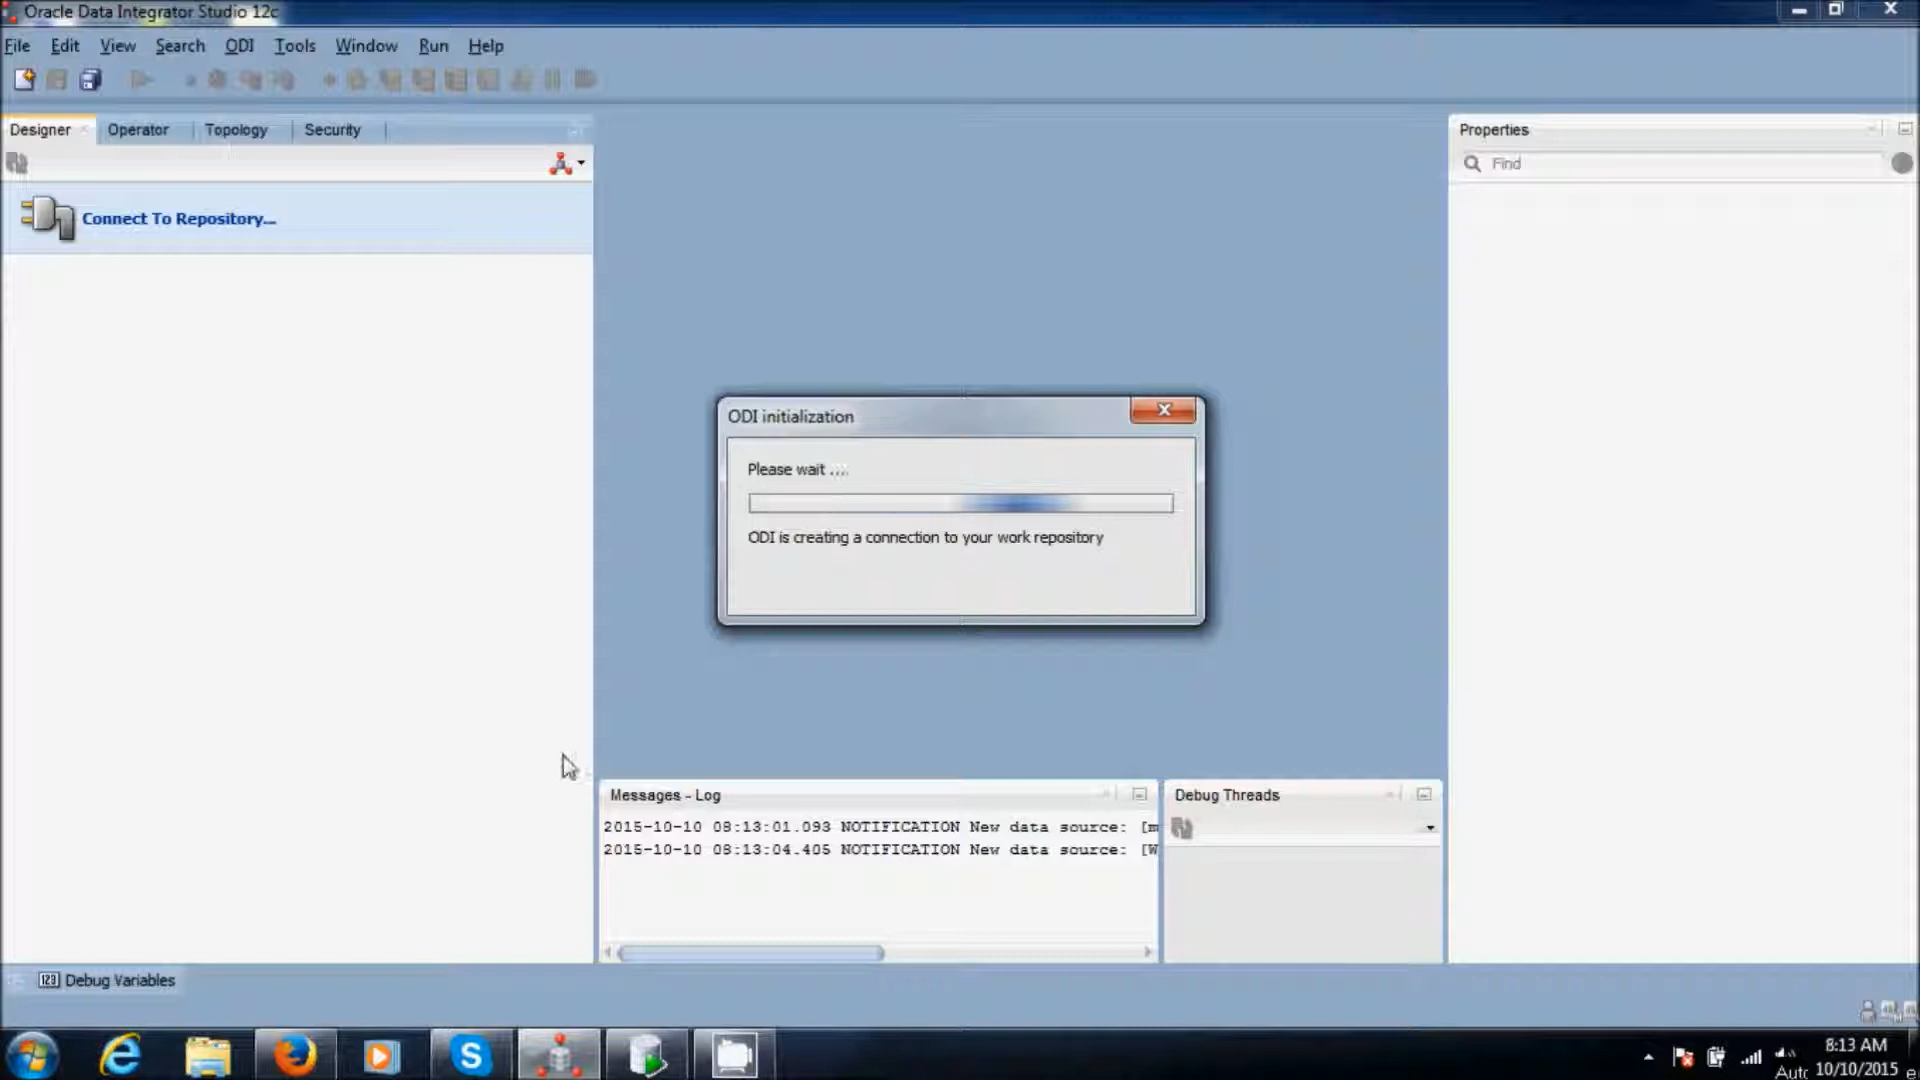 Oracle Data Integrator Studio 12c
File Edit View Search ODI Tools Window Run Help
Designer Operator Topology Security
Connect To Repository...
Properties
Find
ODI initialization
Please wait ....
ODI is creating a connection to your work repository
Messages - Log
2015-10-10 08:13:01.093 NOTIFICATION New data source: [m
2015-10-10 08:13:04.405 NOTIFICATION New data source: [W
Debug Threads
123 Debug Variables
8:13 AM
10/10/2015